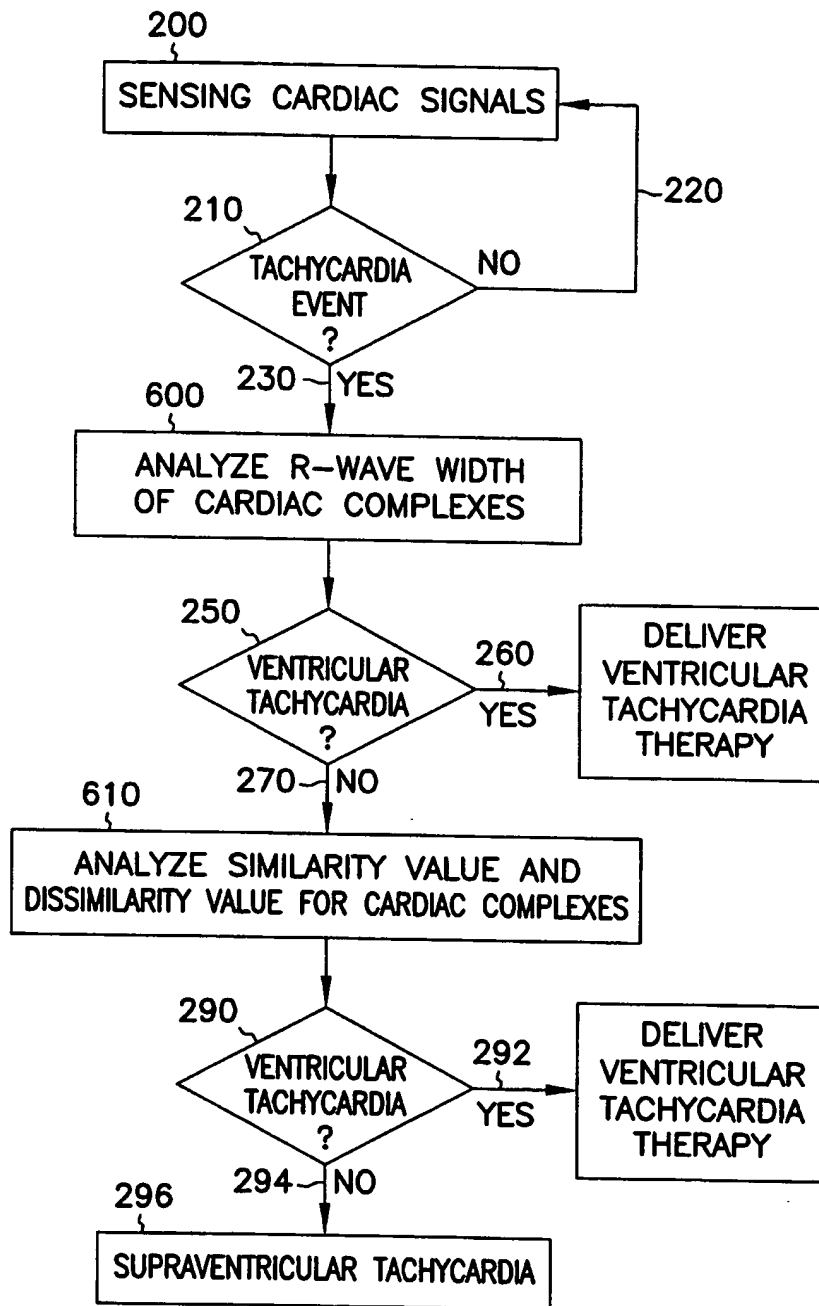 200
SENSING CARDIAC SIGNALS
220
210
TACHYCARDIA
EVENT
?
NO
230
YES
600
ANALYZE R-WAVE WIDTH
OF CARDIAC COMPLEXES
250
VENTRICULAR
TACHYCARDIA
?
260
YES
DELIVER
VENTRICULAR
TACHYCARDIA
THERAPY
270
NO
610
ANALYZE SIMILARITY VALUE AND
DISSIMILARITY VALUE FOR CARDIAC COMPLEXES
290
VENTRICULAR
TACHYCARDIA
?
292
YES
DELIVER
VENTRICULAR
TACHYCARDIA
THERAPY
294
NO
296
SUPRAVENTRICULAR TACHYCARDIA